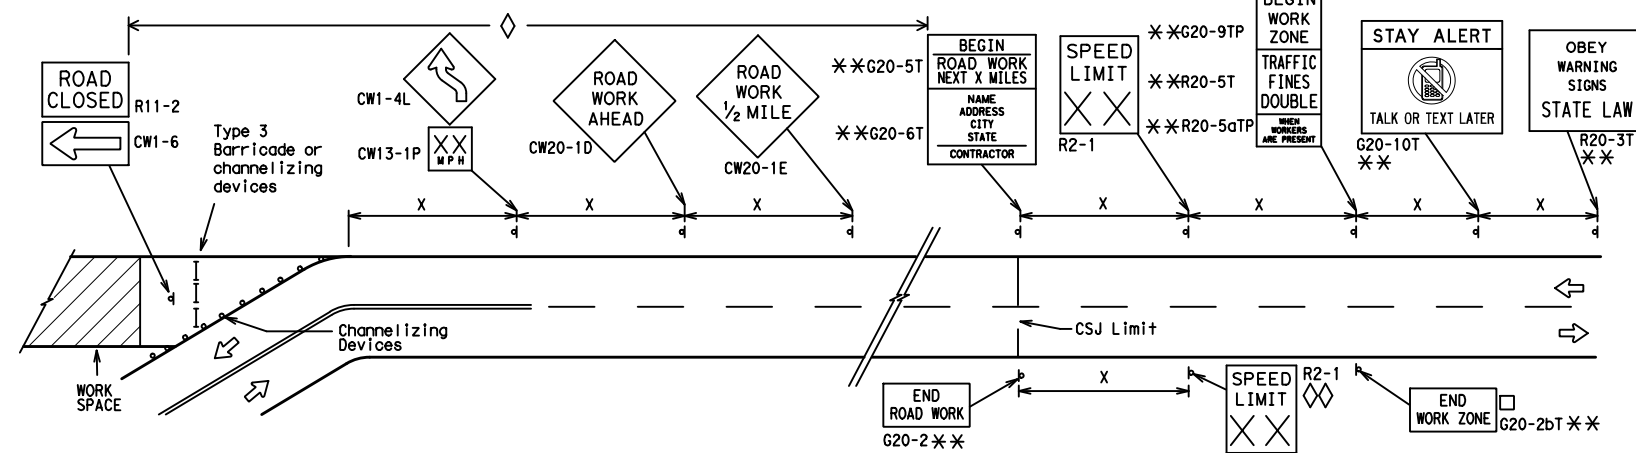 ROAD
CLOSED
R11-2
CW1-6
Type 3
Barricade or
channelizing
devices
CW1-4L
XX
MPH
CW13-1P
ROAD
WORK
AHEAD
CW20-1D
ROAD
WORK
1/2 MILE
CW20-1E
**G20-5T
**G20-6T
BEGIN
ROAD WORK
NEXT X MILES
NAME
ADDRESS
CITY
STATE
CONTRACTOR
SPEED
LIMIT
XX
R2-1
**G20-9TP
**R20-5T
**R20-5aTP
BEGIN
WORK
ZONE
TRAFFIC
FINES
DOUBLE
WHEN
WORKERS
ARE PRESENT
STAY ALERT
TALK OR TEXT LATER
G20-10T
**
OBEY
WARNING
SIGNS
STATE LAW
R20-3T
**
X
X
X
X
X
X
X
Channelizing
Devices
WORK
SPACE
CSJ Limit
END
ROAD WORK
G20-2**
X
SPEED
LIMIT
XX
R2-1
END
WORK ZONE
G20-2bT**